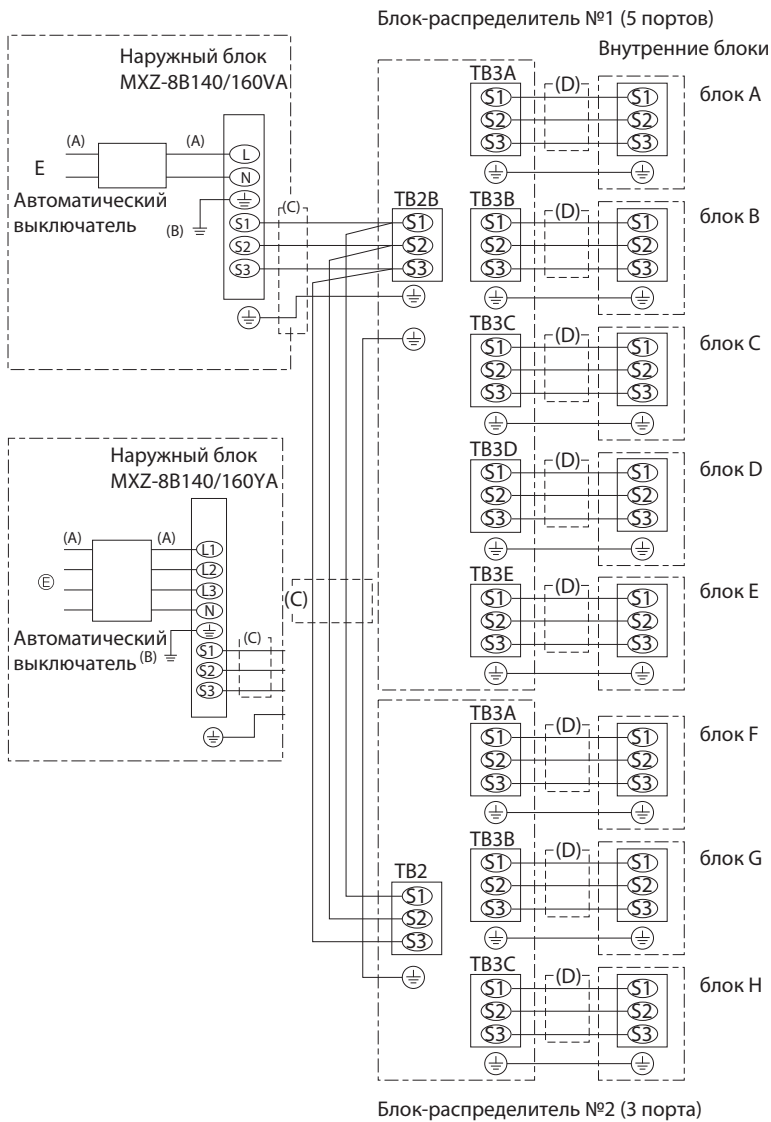 Блок-распределитель №1 (5 портов)
Внутренние блоки
Наружный блок
MXZ-8B140/160VA
(A)
(A)
E
Автоматический
выключатель
(B)
L
N
S1
S2
S3
(C)
TB2B
S1
S2
S3
TB3A
S1
S2
S3
(D)
S1
S2
S3
блок A
TB3B
S1
S2
S3
(D)
S1
S2
S3
блок B
TB3C
S1
S2
S3
(D)
S1
S2
S3
блок C
TB3D
S1
S2
S3
(D)
S1
S2
S3
блок D
TB3E
S1
S2
S3
(D)
S1
S2
S3
блок E
Наружный блок
MXZ-8B140/160YA
(A)
(A)
E
Автоматический
выключатель
(B)
L1
L2
L3
N
S1
S2
S3
(C)
(C)
TB2
S1
S2
S3
TB3A
S1
S2
S3
(D)
S1
S2
S3
блок F
TB3B
S1
S2
S3
(D)
S1
S2
S3
блок G
TB3C
S1
S2
S3
(D)
S1
S2
S3
блок H
Блок-распределитель №2 (3 порта)